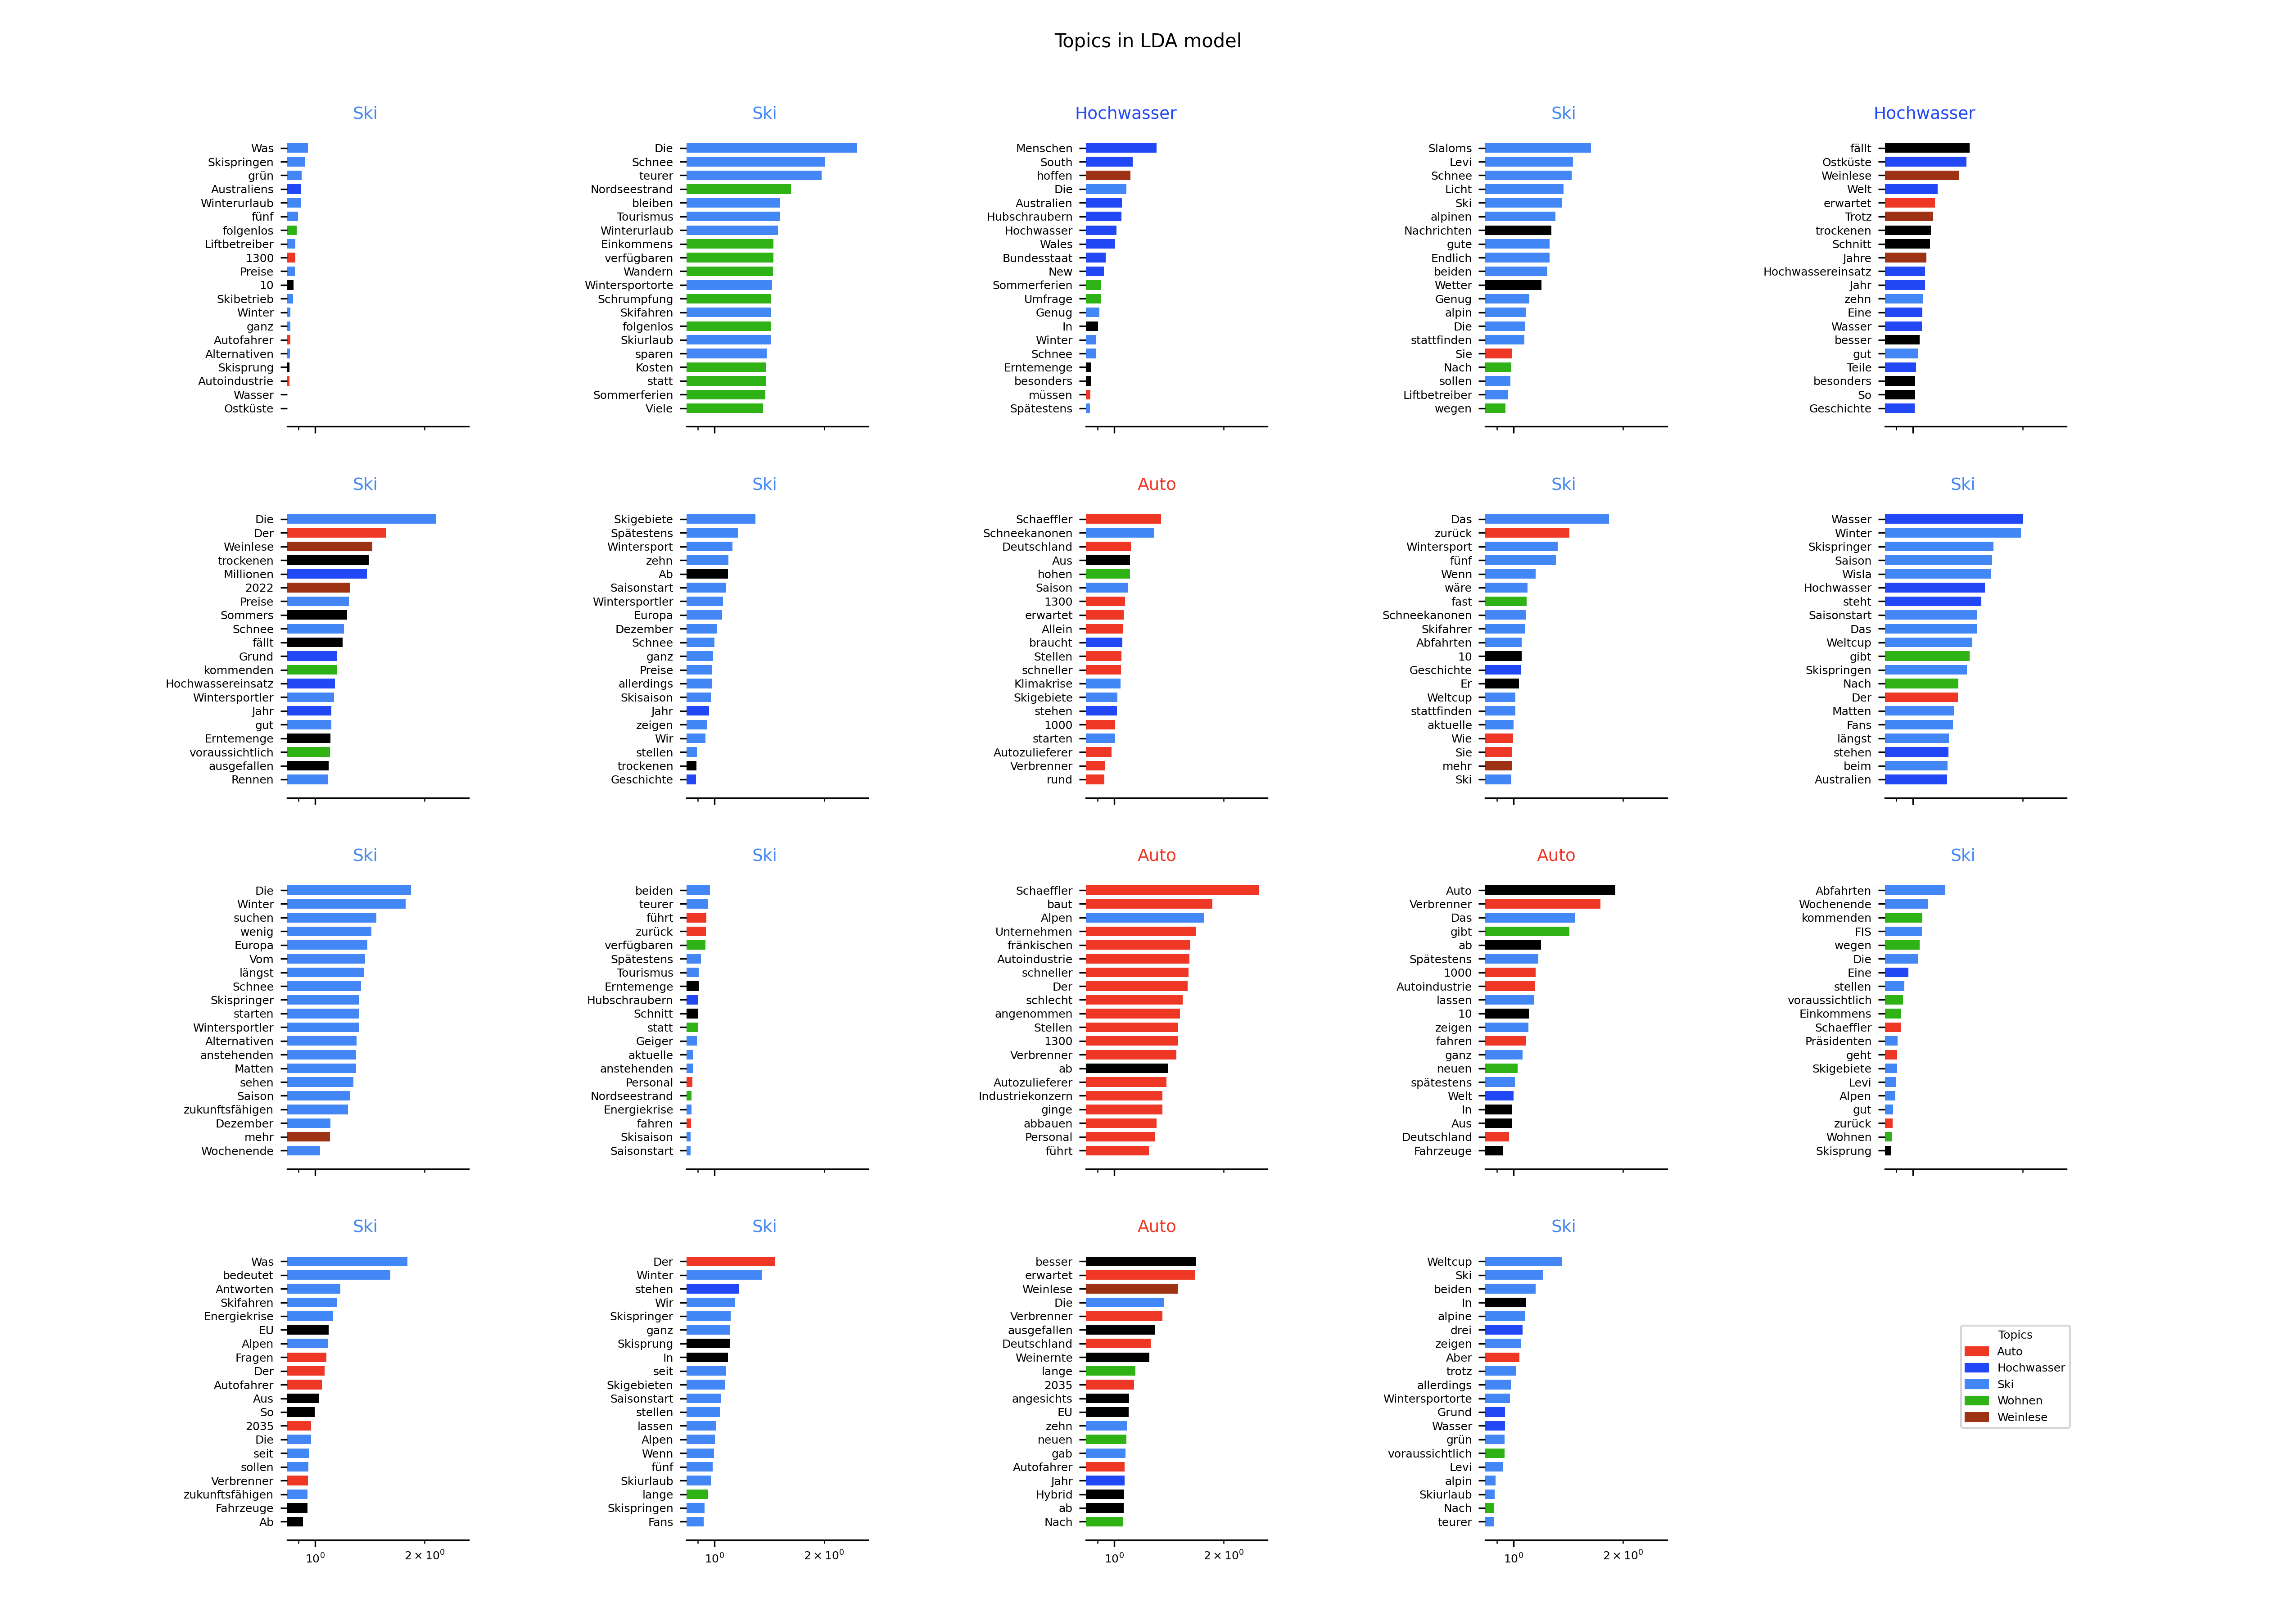 Topics in LDA model
Ski
Was
Skispringen
grün
Australiens
Winterurlaub
fünf
folgenlos
Liftbetreiber
1300
Preise
10
Skibetrieb
Winter
ganz
Autofahrer
Alternativen
Skisprung
Autoindustrie
Wasser
Ostküste
Ski
Die
Schnee
teurer
Nordseestrand
bleiben
Tourismus
Winterurlaub
Einkommens
verfügbaren
Wandern
Wintersportorte
Schrumpfung
Skifahren
folgenlos
Skiurlaub
sparen
Kosten
statt
Sommerferien
Viele
Hochwasser
Menschen
South
hoffen
Die
Australien
Hubschraubern
Hochwasser
Wales
Bundesstaat
New
Sommerferien
Umfrage
Genug
In
Winter
Schnee
Erntemenge
besonders
müssen
Spätestens
Ski
Slaloms
Levi
Schnee
Licht
Ski
alpinen
Nachrichten
gute
Endlich
beiden
Wetter
Genug
alpin
Die
stattfinden
Sie
Nach
sollen
Liftbetreiber
wegen
Hochwasser
fällt
Ostküste
Weinlese
Welt
erwartet
Trotz
trockenen
Schnitt
Jahre
Hochwassereinsatz
Jahr
zehn
Eine
Wasser
besser
gut
Teile
besonders
So
Geschichte
Ski
Die
Der
Weinlese
trockenen
Millionen
2022
Preise
Sommers
Schnee
fällt
Grund
kommenden
Hochwassereinsatz
Wintersportler
Jahr
gut
Erntemenge
voraussichtlich
ausgefallen
Rennen
Ski
Skigebiete
Spätestens
Wintersport
zehn
Ab
Saisonstart
Wintersportler
Europa
Dezember
Schnee
ganz
Preise
allerdings
Skisaison
Jahr
zeigen
Wir
stellen
trockenen
Geschichte
Auto
Schaeffler
Schneekanonen
Deutschland
Aus
hohen
Saison
1300
erwartet
Allein
braucht
Stellen
schneller
Klimakrise
Skigebiete
stehen
1000
starten
Autozulieferer
Verbrenner
rund
Ski
Das
zurück
Wintersport
fünf
Wenn
wäre
fast
Schneekanonen
Skifahrer
Abfahrten
10
Geschichte
Er
Weltcup
stattfinden
aktuelle
Wie
Sie
mehr
Ski
Ski
Wasser
Winter
Skispringer
Saison
Wisla
Hochwasser
steht
Saisonstart
Das
Weltcup
gibt
Skispringen
Nach
Der
Matten
Fans
längst
stehen
beim
Australien
Ski
Die
Winter
suchen
wenig
Europa
Vom
längst
Schnee
Skispringer
starten
Wintersportler
Alternativen
anstehenden
Matten
sehen
Saison
zukunftsfähigen
Dezember
mehr
Wochenende
Ski
beiden
teurer
führt
zurück
verfügbaren
Spätestens
Tourismus
Erntemenge
Hubschraubern
Schnitt
statt
Geiger
aktuelle
anstehenden
Personal
Nordseestrand
Energiekrise
fahren
Skisaison
Saisonstart
Auto
Schaeffler
baut
Alpen
Unternehmen
fränkischen
Autoindustrie
schneller
Der
schlecht
angenommen
Stellen
1300
Verbrenner
ab
Autozulieferer
Industriekonzern
ginge
abbauen
Personal
führt
Auto
Auto
Verbrenner
Das
gibt
ab
Spätestens
1000
Autoindustrie
lassen
10
zeigen
fahren
ganz
neuen
spätestens
Welt
In
Aus
Deutschland
Fahrzeuge
Ski
Abfahrten
Wochenende
kommenden
FIS
wegen
Die
Eine
stellen
voraussichtlich
Einkommens
Schaeffler
Präsidenten
geht
Skigebiete
Levi
Alpen
gut
zurück
Wohnen
Skisprung
Ski
Was
bedeutet
Antworten
Skifahren
Energiekrise
EU
Alpen
Fragen
Der
Autofahrer
Aus
So
2035
Die
seit
sollen
Verbrenner
zukunftsfähigen
Fahrzeuge
Ab
10⁰ 2 × 10⁰
Ski
Der
Winter
stehen
Wir
Skispringer
ganz
Skisprung
In
seit
Skigebieten
Saisonstart
stellen
lassen
Alpen
Wenn
fünf
Skiurlaub
lange
Skispringen
Fans
10⁰ 2 × 10⁰
Auto
besser
erwartet
Weinlese
Die
Verbrenner
ausgefallen
Deutschland
Weinernte
lange
2035
angesichts
EU
zehn
neuen
gab
Autofahrer
Jahr
Hybrid
ab
Nach
10⁰ 2 × 10⁰
Ski
Weltcup
Ski
beiden
In
alpine
drei
zeigen
Aber
trotz
allerdings
Wintersportorte
Grund
Wasser
grün
voraussichtlich
Levi
alpin
Skiurlaub
Nach
teurer
10⁰ 2 × 10⁰
Topics
Auto
Hochwasser
Ski
Wohnen
Weinlese